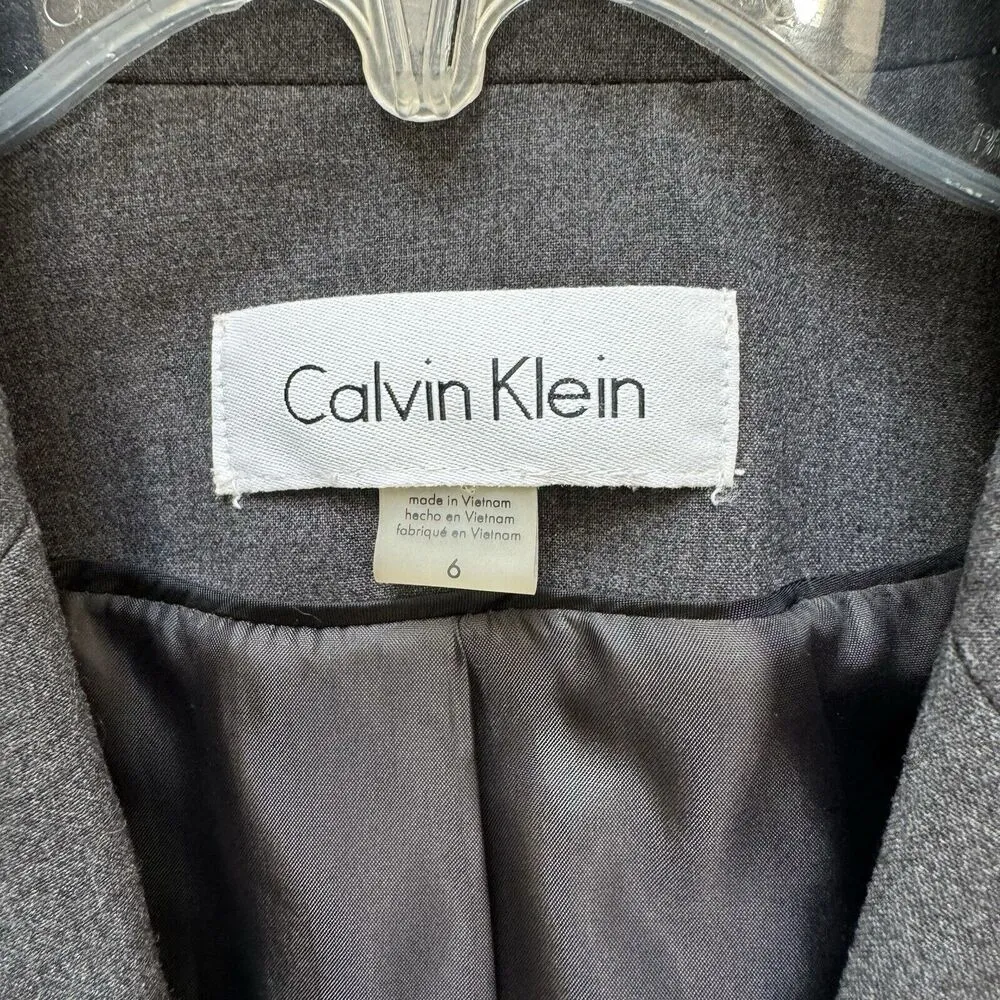 Calvin Klein
made in Vietnam
hecho en Vietnam
fabriqué en Vietnam
6